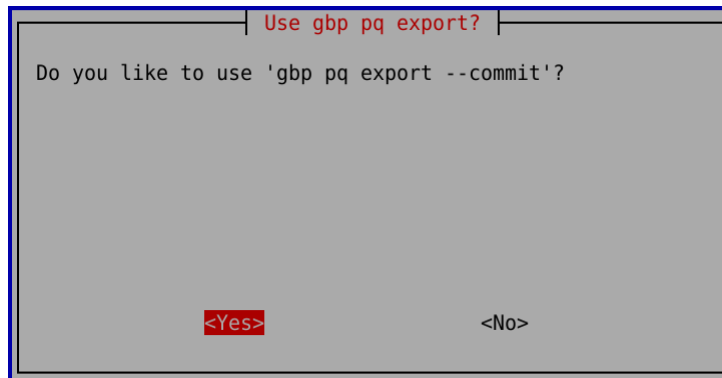 Use gbp pq export?
Do you like to use 'gbp pq export --commit'?
<Yes> <No>